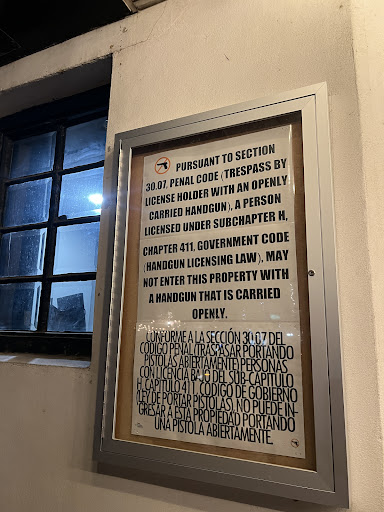 PURSUANT TO SECTION
30.07, PENAL CODE (TRESPASS BY
LICENSE HOLDER WITH AN OPENLY
CARRIED HANDGUN), A PERSON
LICENSED UNDER SUBCHAPTER H,
CHAPTER 411, GOVERNMENT CODE
(HANDGUN LICENSING LAW), MAY
NOT ENTER THIS PROPERTY WITH
A HANDGUN THAT IS CARRIED
OPENLY.
CONFORME A LA SECCIÓN 30.07 DEL
CÓDIGO PENAL (TRASPASAR PORTANDO
PISTOLAS ABIERTAMENTE) PERSONAS
CON LICENCIA BAJO DEL SUB-CAPITULO
H, CAPITULO 411, CODIGO DE GOBIERNO
(LEY DE PORTAR PISTOLAS), NO PUEDE IN-
GRESAR A ESTA PROPIEDAD PORTANDO
UNA PISTOLA ABIERTAMENTE.